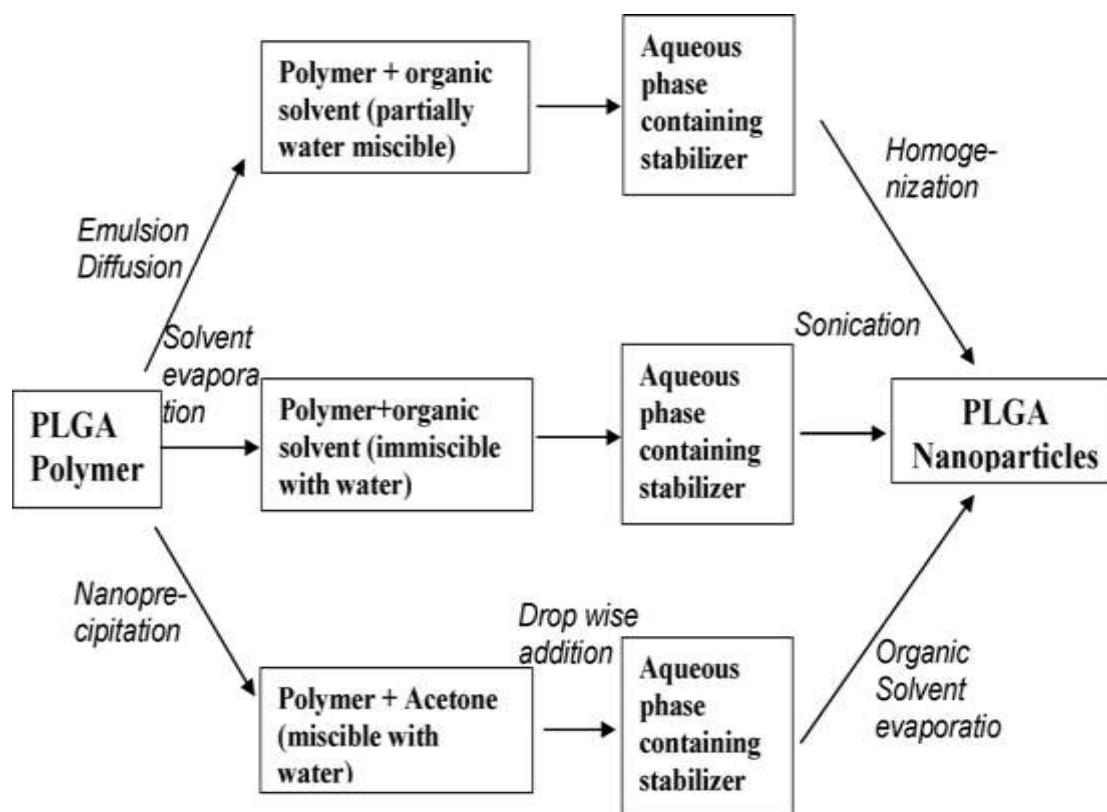 Polymer + organic
solvent (partially
water miscible)
Aqueous
phase
containing
stabilizer
Homoge-
nization
Emulsion
Diffusion
Solvent
evapora
tion
Sonication
PLGA
Polymer
Polymer+organic
solvent (immiscible
with water)
Aqueous
phase
containing
stabilizer
PLGA
Nanoparticles
Nanopre-
cipitation
Drop wise
addition
Polymer + Acetone
(miscible with
water)
Aqueous
phase
containing
stabilizer
Organic
Solvent
evaporatio